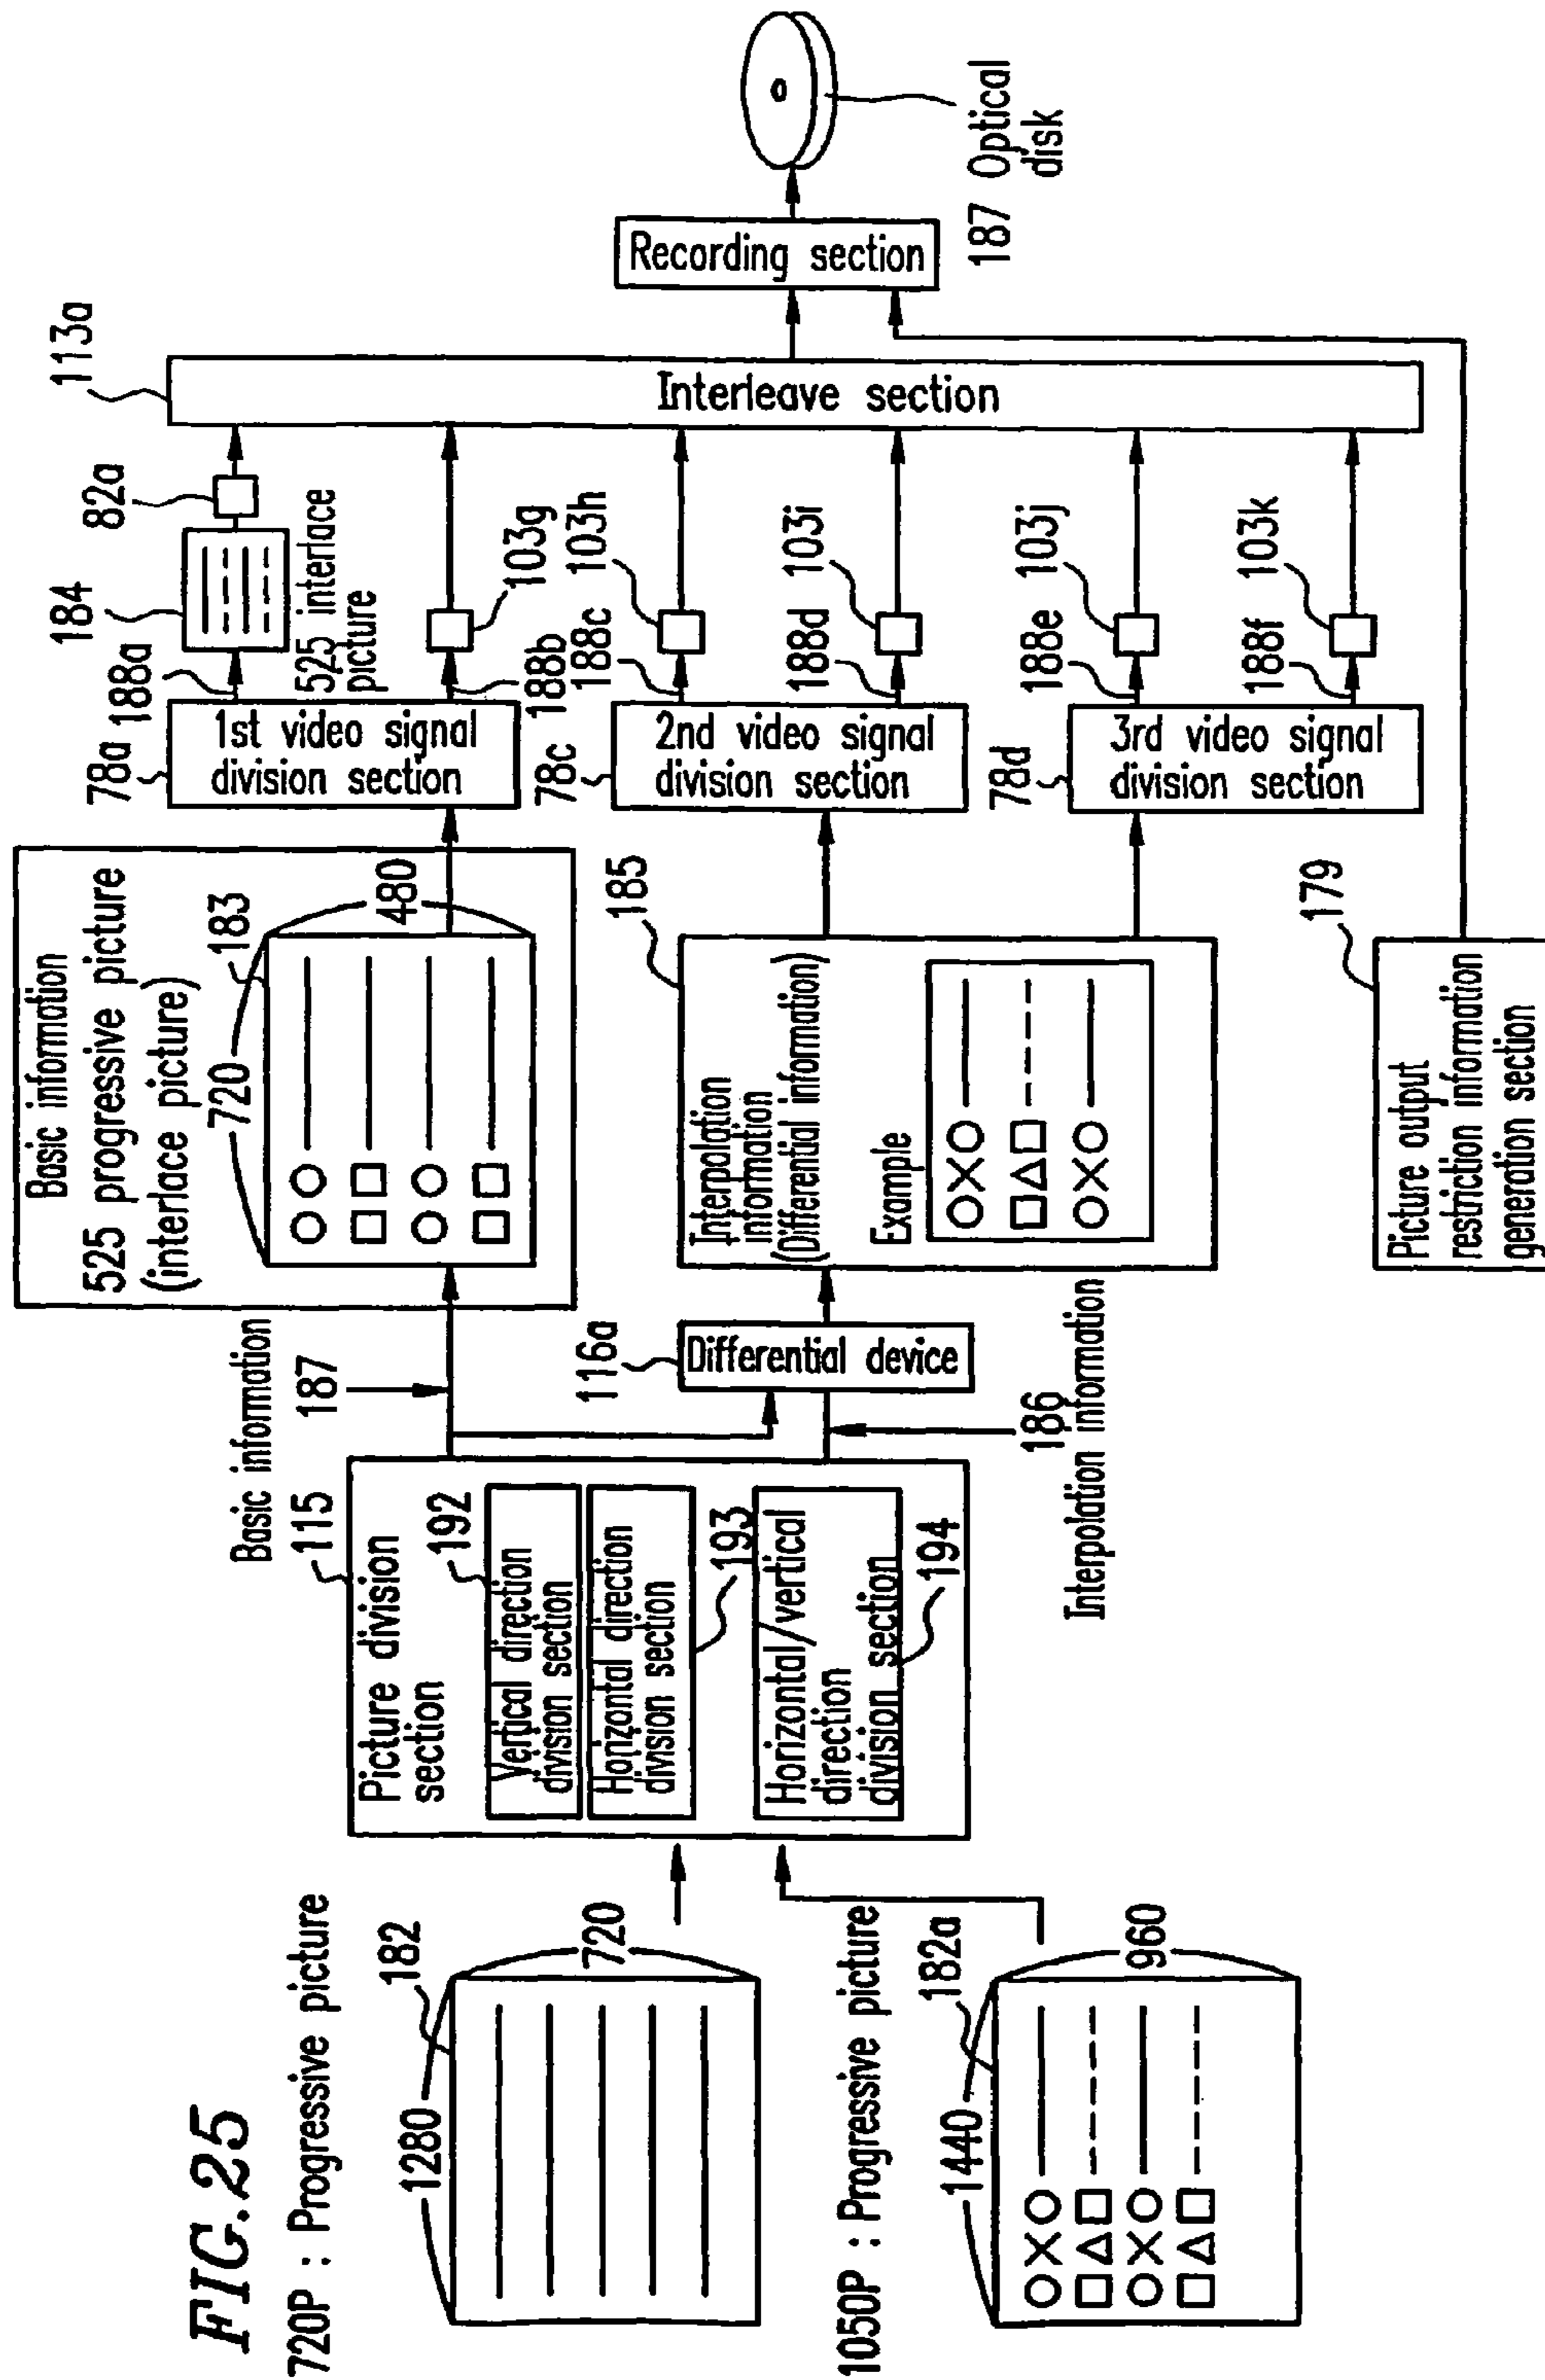 FIG.25
720P : Progressive picture
1280
182
720
1050P : Progressive picture
1440
182a
960
115
Picture division
section
192
Vertical direction
division section
Horizontal direction
division section
193
Horizontal/vertical
direction
division section
194
Basic information
187
116a
Differential device
186
Interpolation information
Basic information
525 progressive picture
(interlace picture)
720
183
480
185
Interpolation
information
(Differential information)
Example
179
Picture output
restriction information
generation section
78a
1st video signal
division section
78c
2nd video signal
division section
78d
3rd video signal
division section
188a
184
82a
525 interlace
picture
188b
103g
188c
103h
188d
103i
188e
103j
188f
103k
113a
Interleave section
Recording section
187 Optical
disk